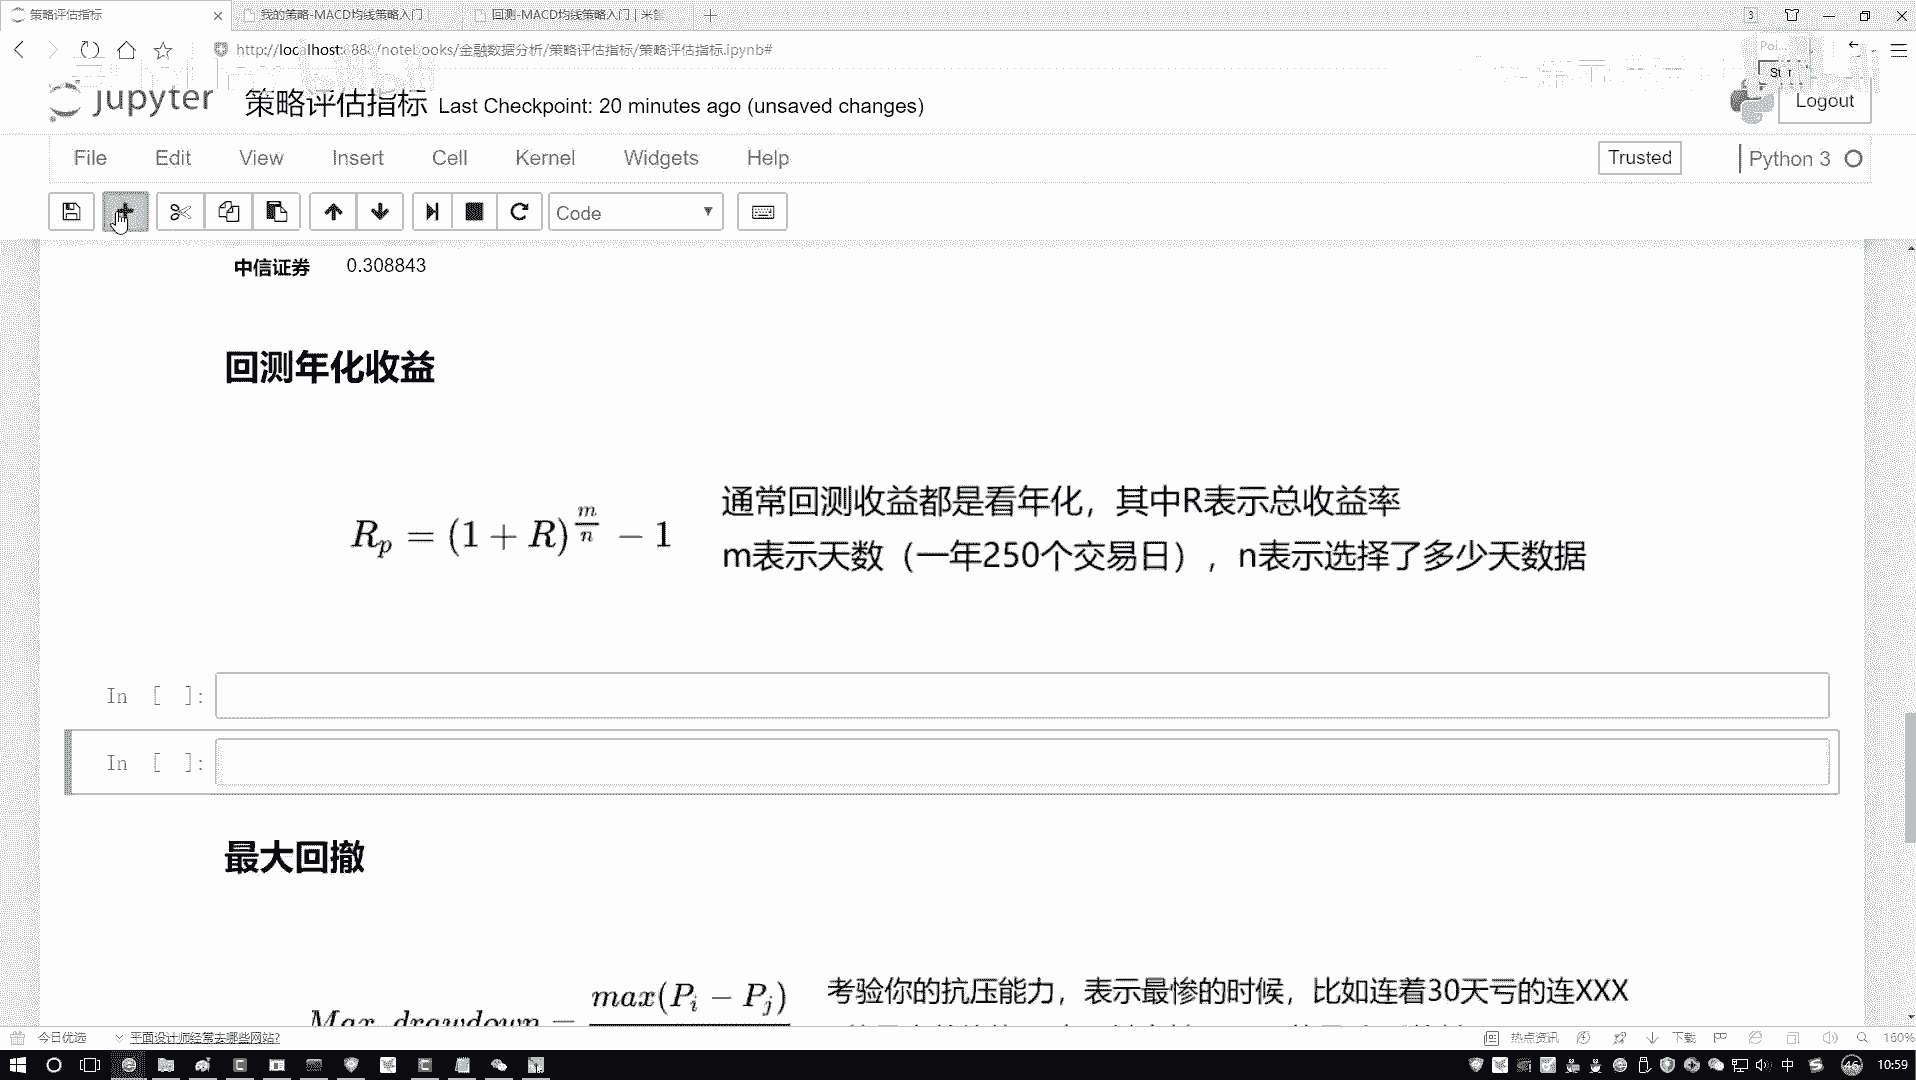 策略评估指标
我的策略-MACD均线策略入门
回测-MACD均线策略入门 | 米筐
3
/notebooks/金融数据分析/策略评估指标/策略评估指标.ipynb#
jupyter 策略评估指标 Last Checkpoint: 20 minutes ago (unsaved changes)
Logout
File Edit View Insert Cell Kernel Widgets Help
Trusted
Python 3
Code
中信证券 0.308843
回测年化收益
R_p = (1 + R)^{m/n} − 1
通常回测收益都是看年化，其中R表示总收益率
m表示天数（一年250个交易日），n表示选择了多少天数据
In [ ]:
In [ ]:
最大回撤
max(P_i − P_j)
考验你的抗压能力，表示最惨的时候，比如连着30天亏的连XXX
今日优选
平面设计师经常去哪些网站?
热点资讯
下载
160%
中
46
10:59